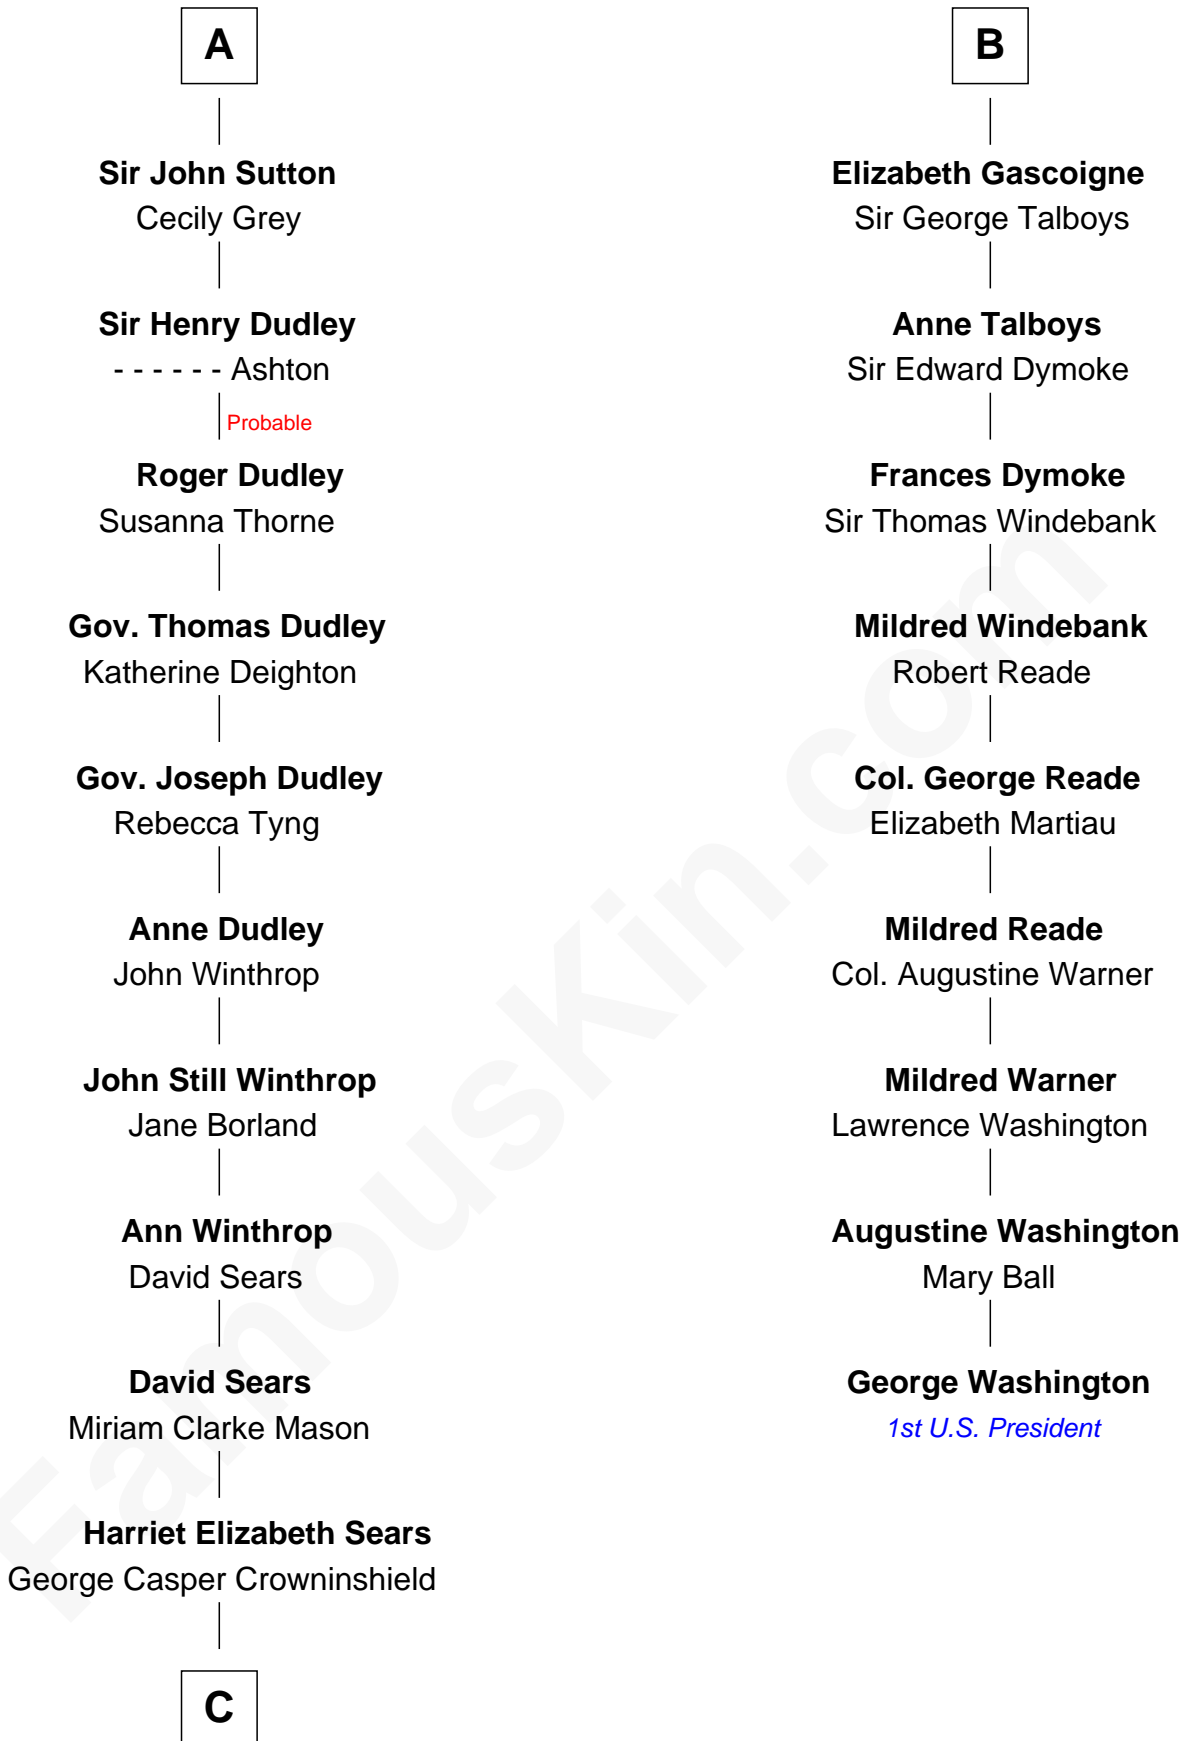 A
Sir John Sutton
Cecily Grey
Sir Henry Dudley
- - - - - - Ashton
Probable
Roger Dudley
Susanna Thorne
Gov. Thomas Dudley
Katherine Deighton
Gov. Joseph Dudley
Rebecca Tyng
Anne Dudley
John Winthrop
John Still Winthrop
Jane Borland
Ann Winthrop
David Sears
David Sears
Miriam Clarke Mason
Harriet Elizabeth Sears
George Casper Crowninshield
C
B
Elizabeth Gascoigne
Sir George Talboys
Anne Talboys
Sir Edward Dymoke
Frances Dymoke
Sir Thomas Windebank
Mildred Windebank
Robert Reade
Col. George Reade
Elizabeth Martiau
Mildred Reade
Col. Augustine Warner
Mildred Warner
Lawrence Washington
Augustine Washington
Mary Ball
George Washington
1st U.S. President
FamousKin.com